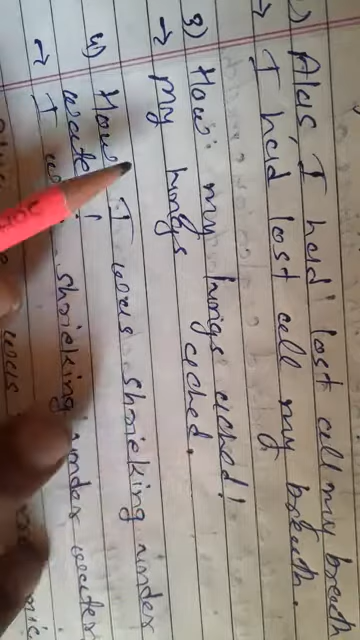 Alas, I had lost all my breath
→ I had lost all my breath.
3) How my lungs ached!
→ My lungs ached.
4) How I was shrieking under
water!
→ I shrieking under water
was